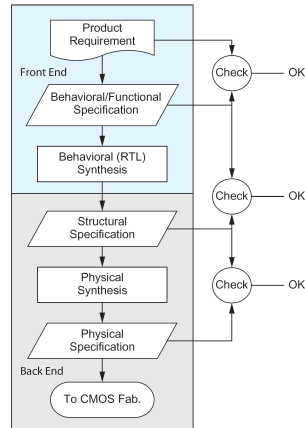 Product
Requirement
Front End
Check
OK
Behavioral/Functional
Specification
Behavioral (RTL)
Synthesis
Check
OK
Structural
Specification
Physical
Synthesis
Check
OK
Physical
Specification
Back End
To CMOS Fab.